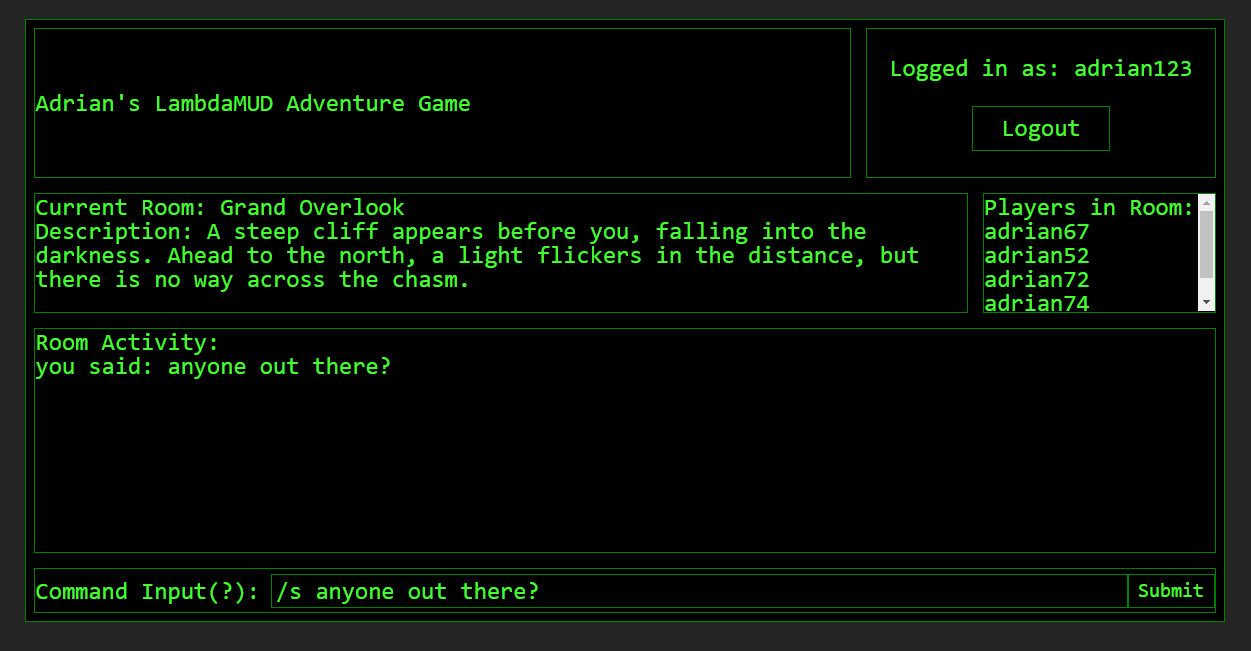 Adrian's LambdaMUD Adventure Game
Logged in as: adrian123
Logout
Current Room: Grand Overlook
Description: A steep cliff appears before you, falling into the
darkness. Ahead to the north, a light flickers in the distance, but
there is no way across the chasm.
Players in Room:
adrian67
adrian52
adrian72
adrian74
Room Activity:
you said: anyone out there?
Command Input(?): /s anyone out there? Submit